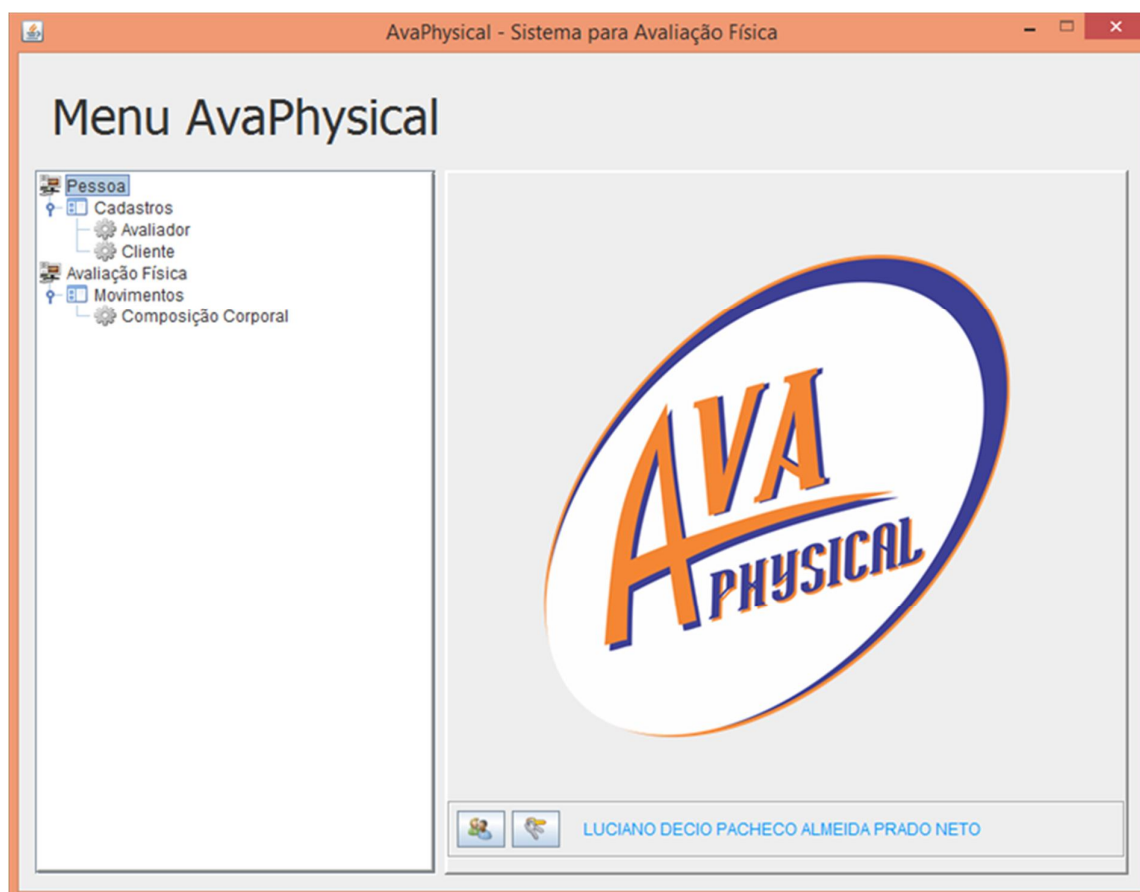 AvaPhysical - Sistema para Avaliação Física
Menu AvaPhysical
Pessoa
Cadastros
Avaliador
Cliente
Avaliação Física
Movimentos
Composição Corporal
AVA
PHYSICAL
LUCIANO DECIO PACHECO ALMEIDA PRADO NETO